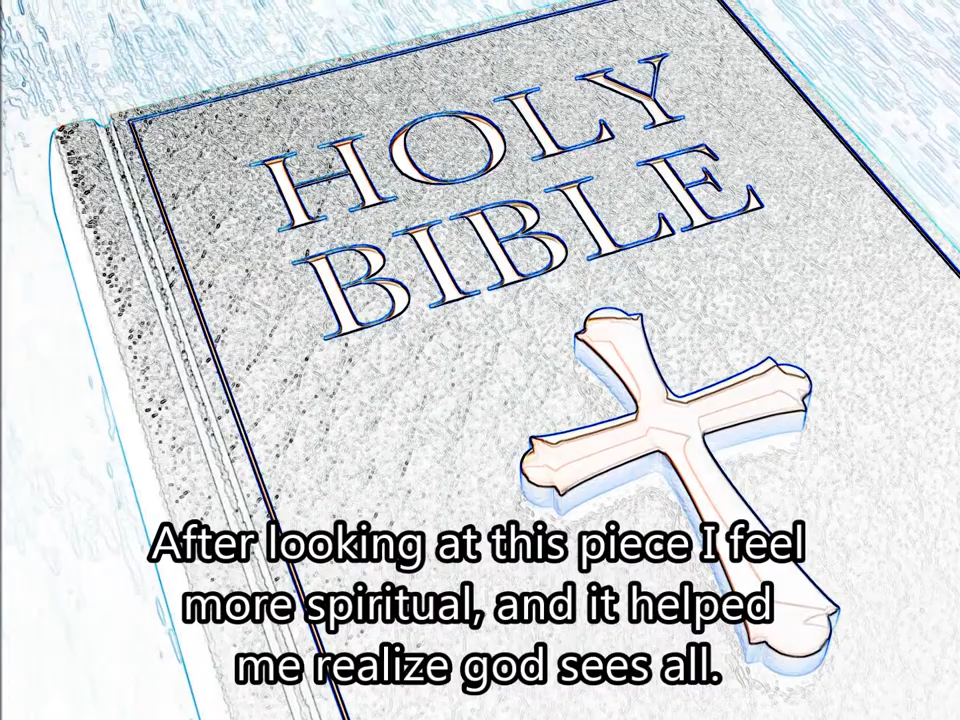 HOLY
BIBLE
After looking at this piece I feel
more spiritual, and it helped
me realize god sees all.